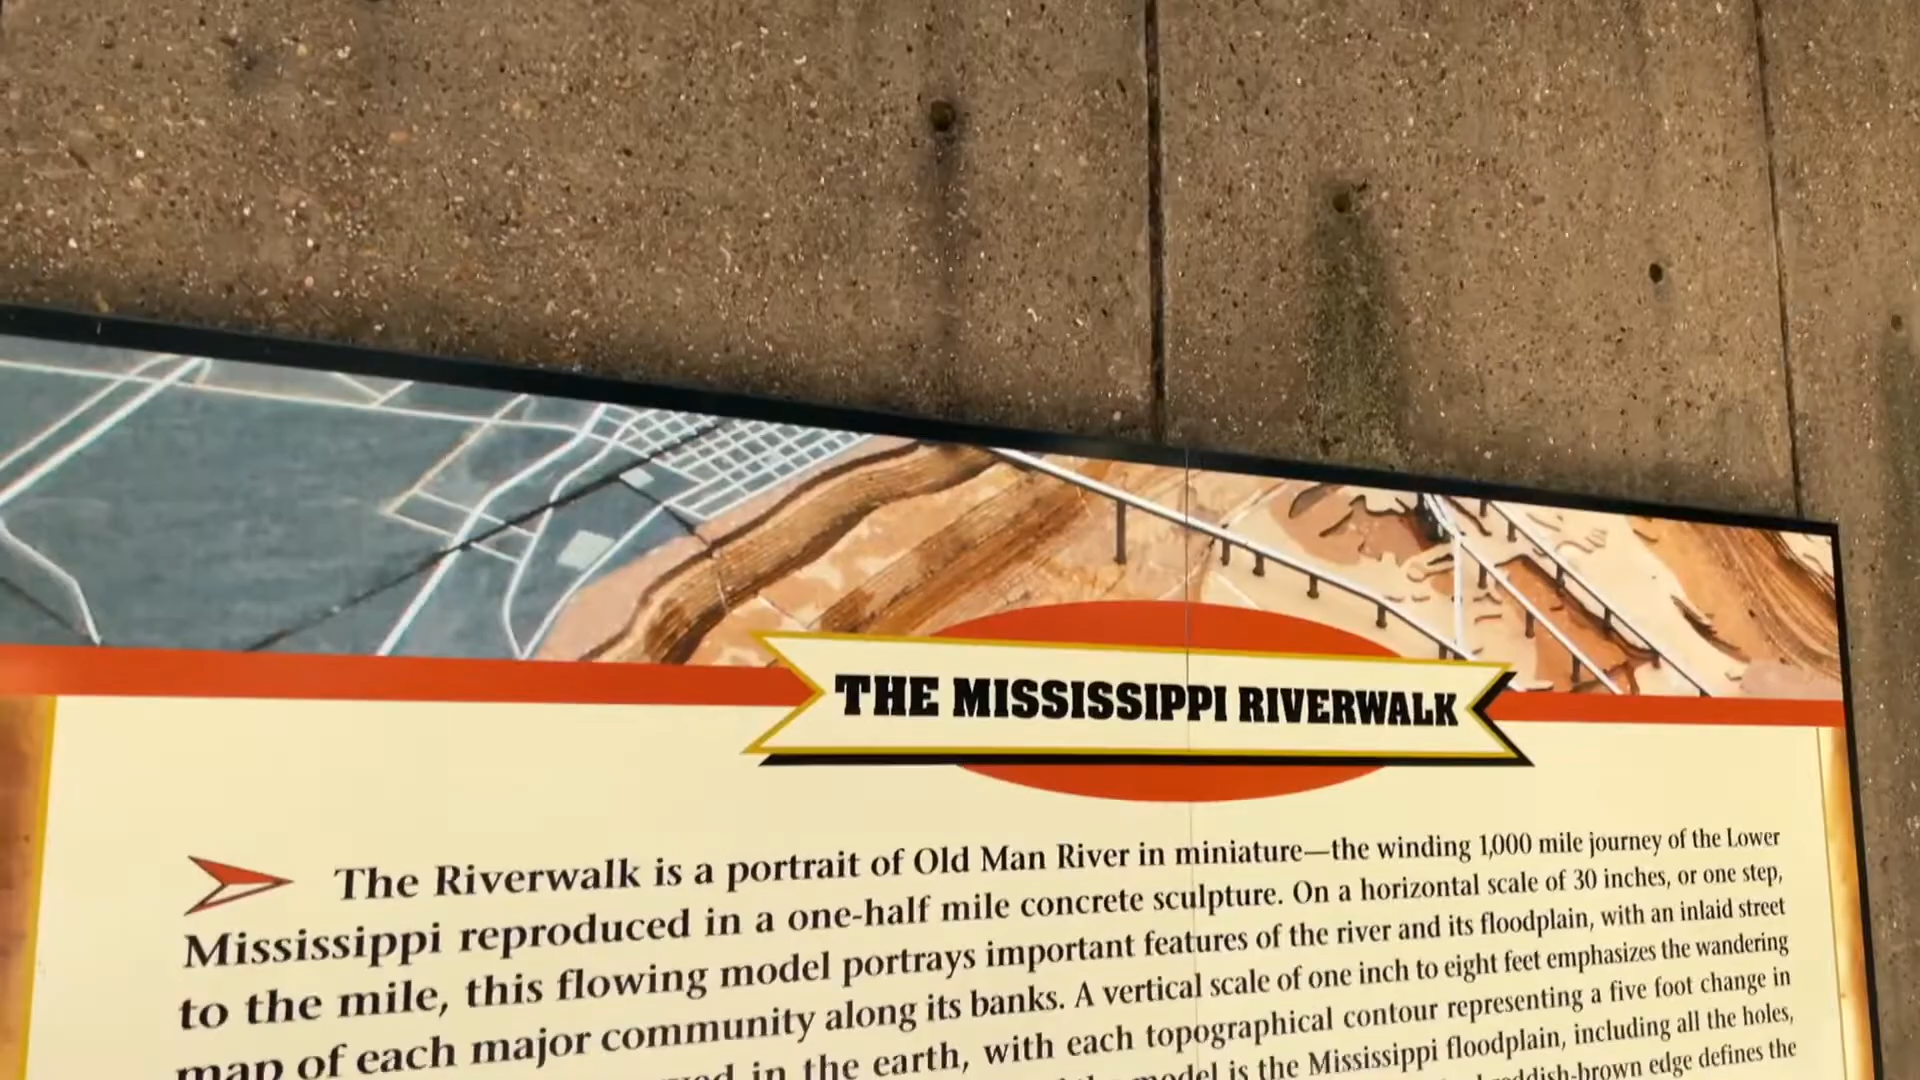 THE MISSISSIPPI RIVERWALK
The Riverwalk is a portrait of Old Man River in miniature—the winding 1,000 mile journey of the Lower
Mississippi reproduced in a one-half mile concrete sculpture. On a horizontal scale of 30 inches, or one step,
to the mile, this flowing model portrays important features of the river and its floodplain, with an inlaid street
map of each major community along its banks. A vertical scale of one inch to eight feet emphasizes the wandering
in the earth, with each topographical contour representing a five foot change in
model is the Mississippi floodplain, including all the holes,
edge defines the